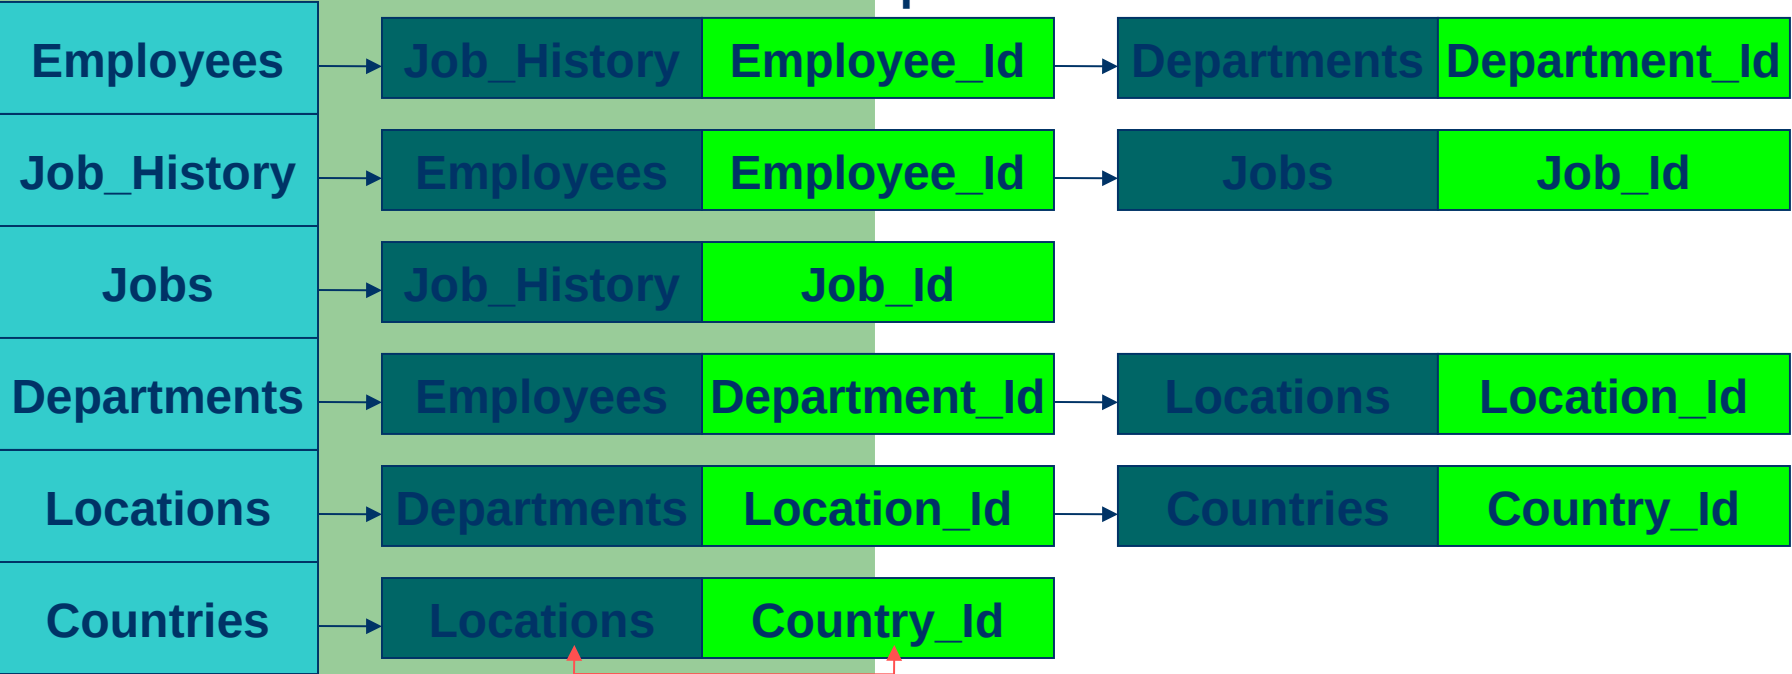 Employees Job_History Employee_Id Departments Department_Id
Job_History Employees Employee_Id Jobs Job_Id
Jobs Job_History Job_Id
Departments Employees Department_Id Locations Location_Id
Locations Departments Location_Id Countries Country_Id
Countries Locations Country_Id